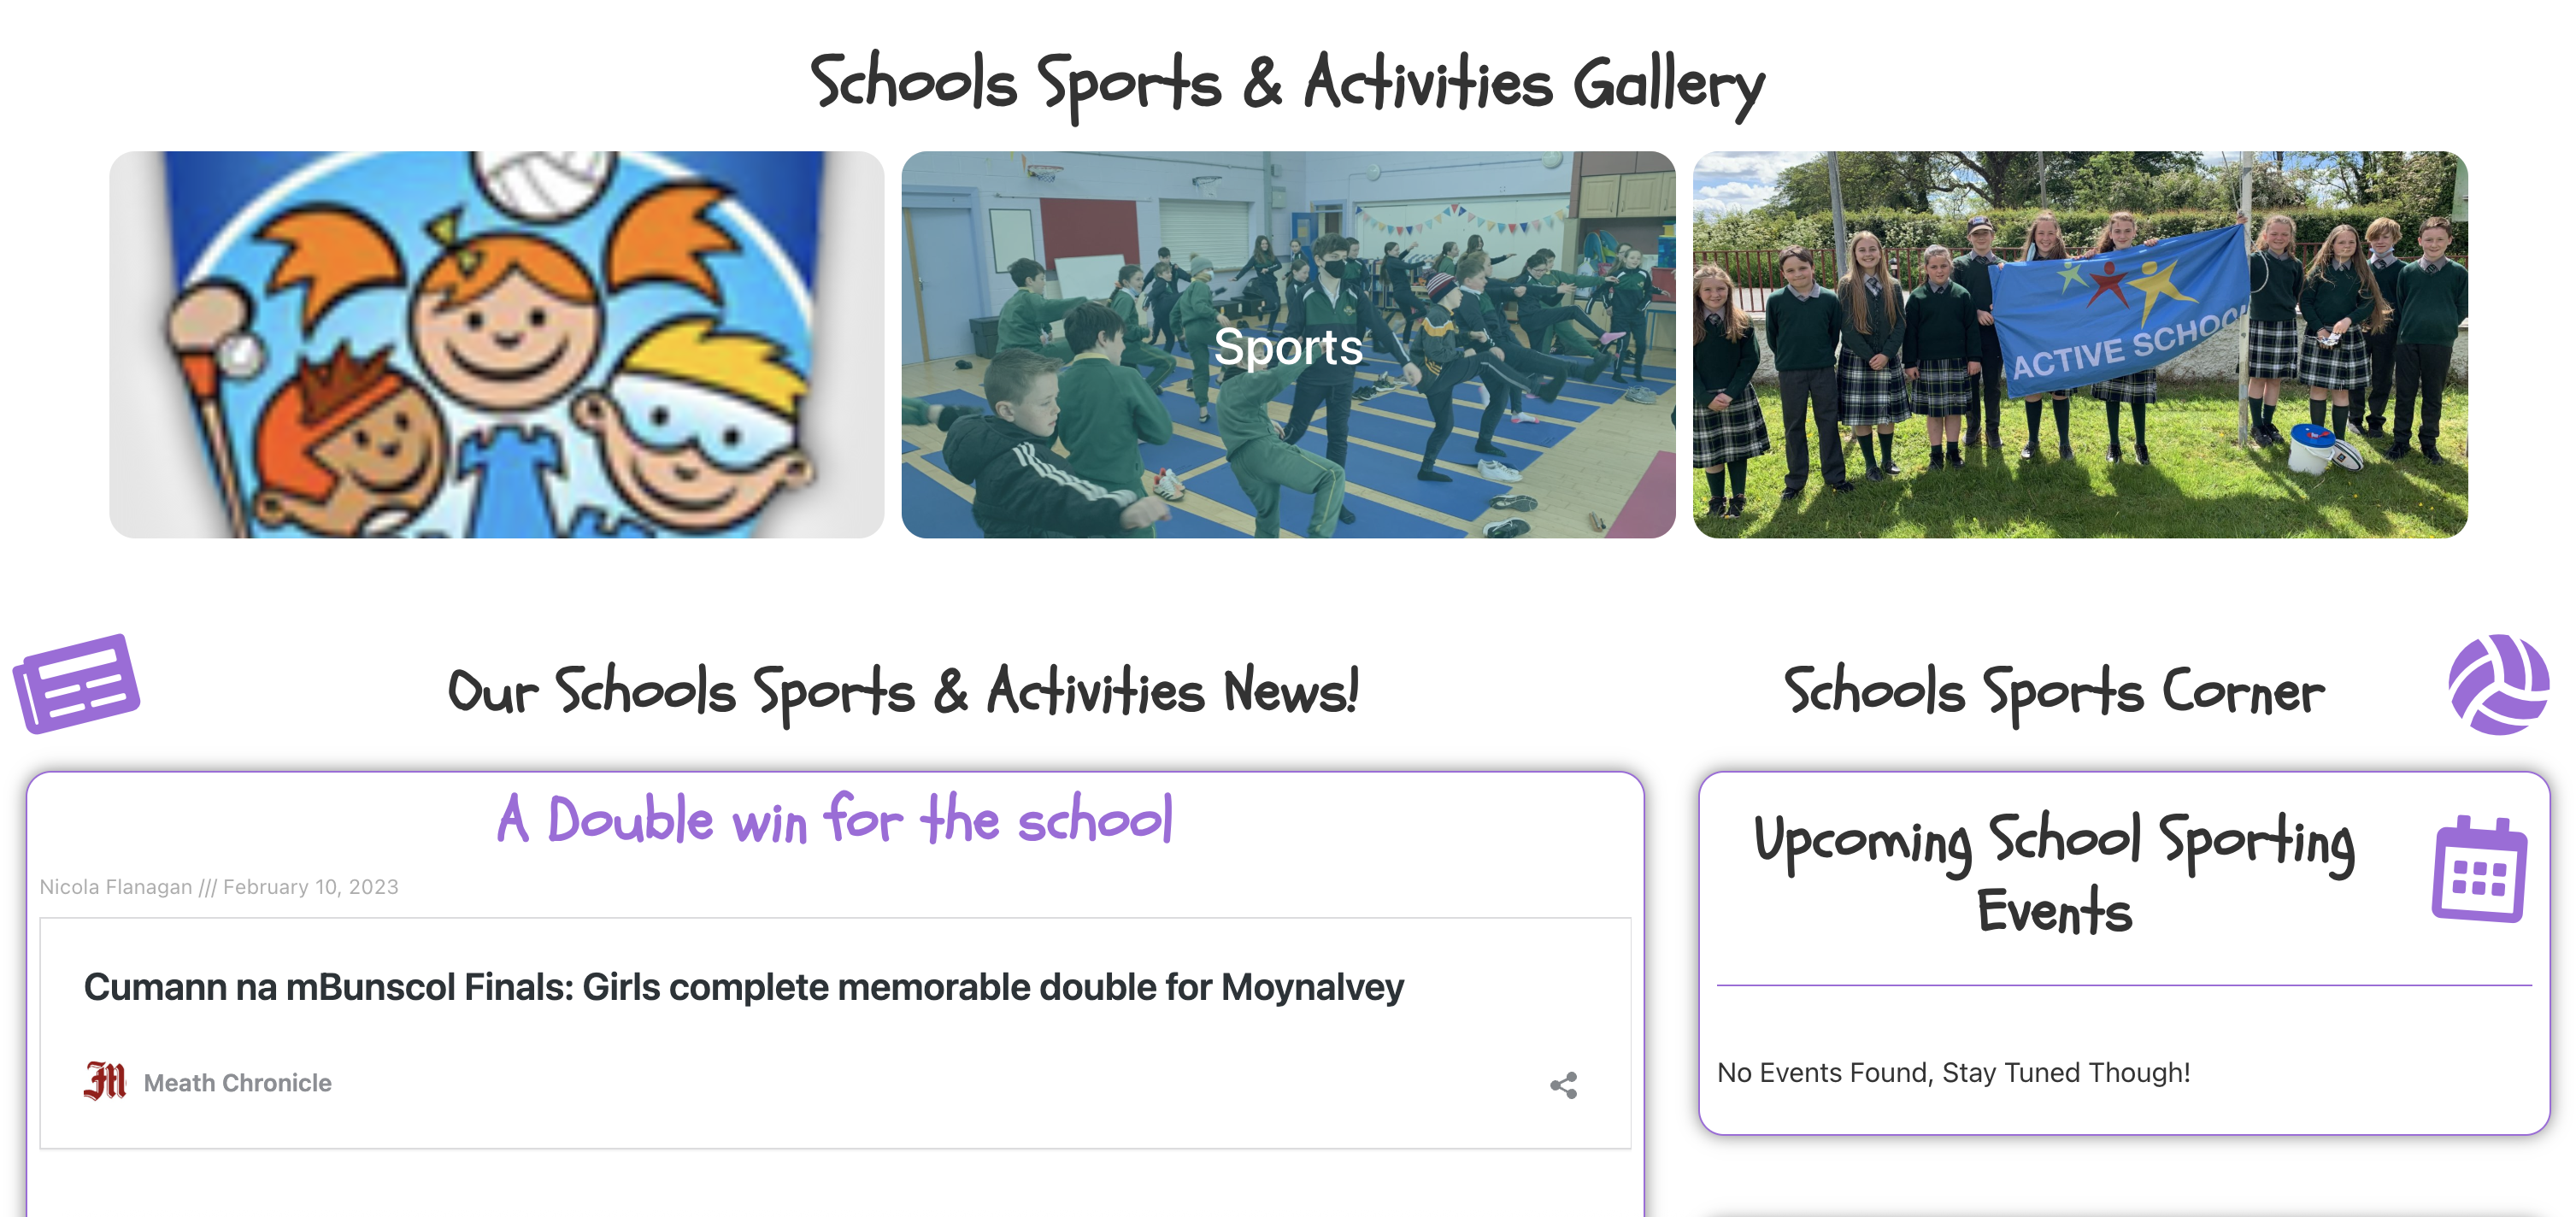 Schools Sports & Activities Gallery
Sports
ACTIVE SCHOOL
Our Schools Sports & Activities News!
Schools Sports Corner
A Double win for the school
Nicola Flanagan /// February 10, 2023
Cumann na mBunscol Finals: Girls complete memorable double for Moynalvey
Meath Chronicle
Upcoming School Sporting
Events
No Events Found, Stay Tuned Though!